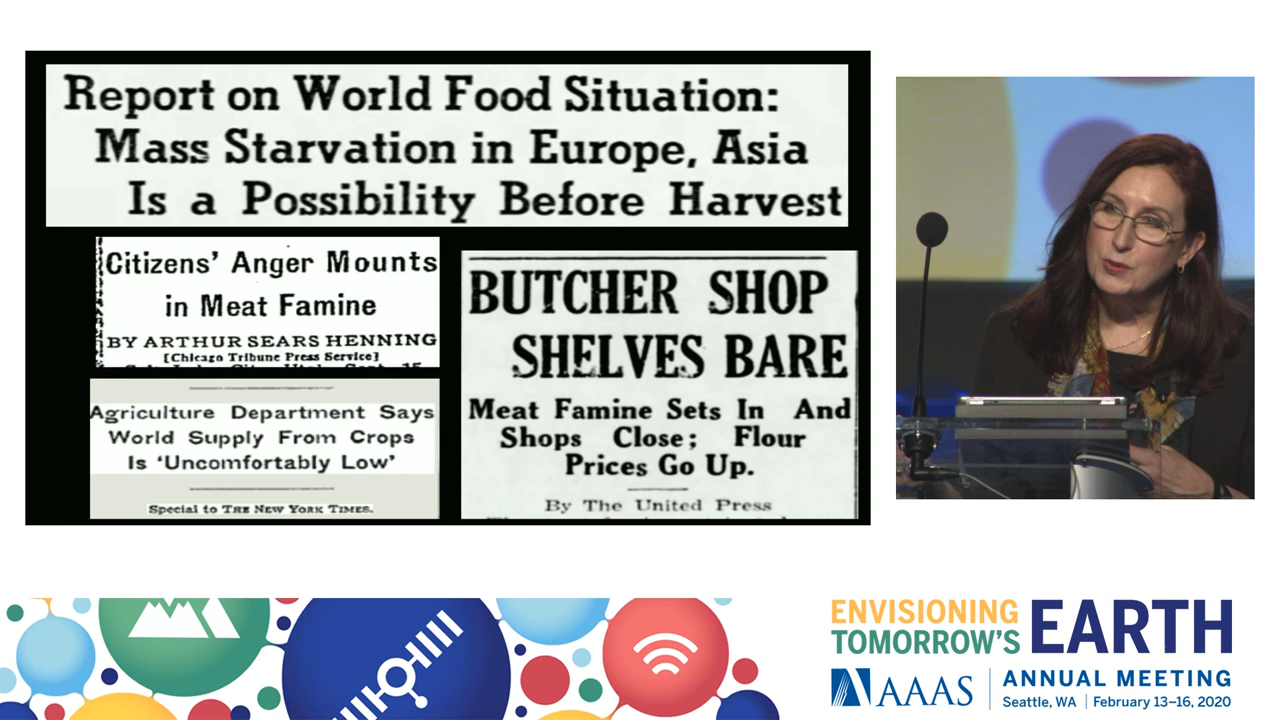 Report on World Food Situation:
Mass Starvation in Europe, Asia
Is a Possibility Before Harvest
Citizens' Anger Mounts
in Meat Famine
BY ARTHUR SEARS HENNING
[Chicago Tribune Press Service]
Agriculture Department Says
World Supply From Crops
Is 'Uncomfortably Low'
Special to THE NEW YORK TIMES.
BUTCHER SHOP
SHELVES BARE
Meat Famine Sets In And
Shops Close; Flour
Prices Go Up.
By The United Press
ENVISIONING
TOMORROW'S
EARTH
AAAS
ANNUAL MEETING
Seattle, WA | February 13–16, 2020